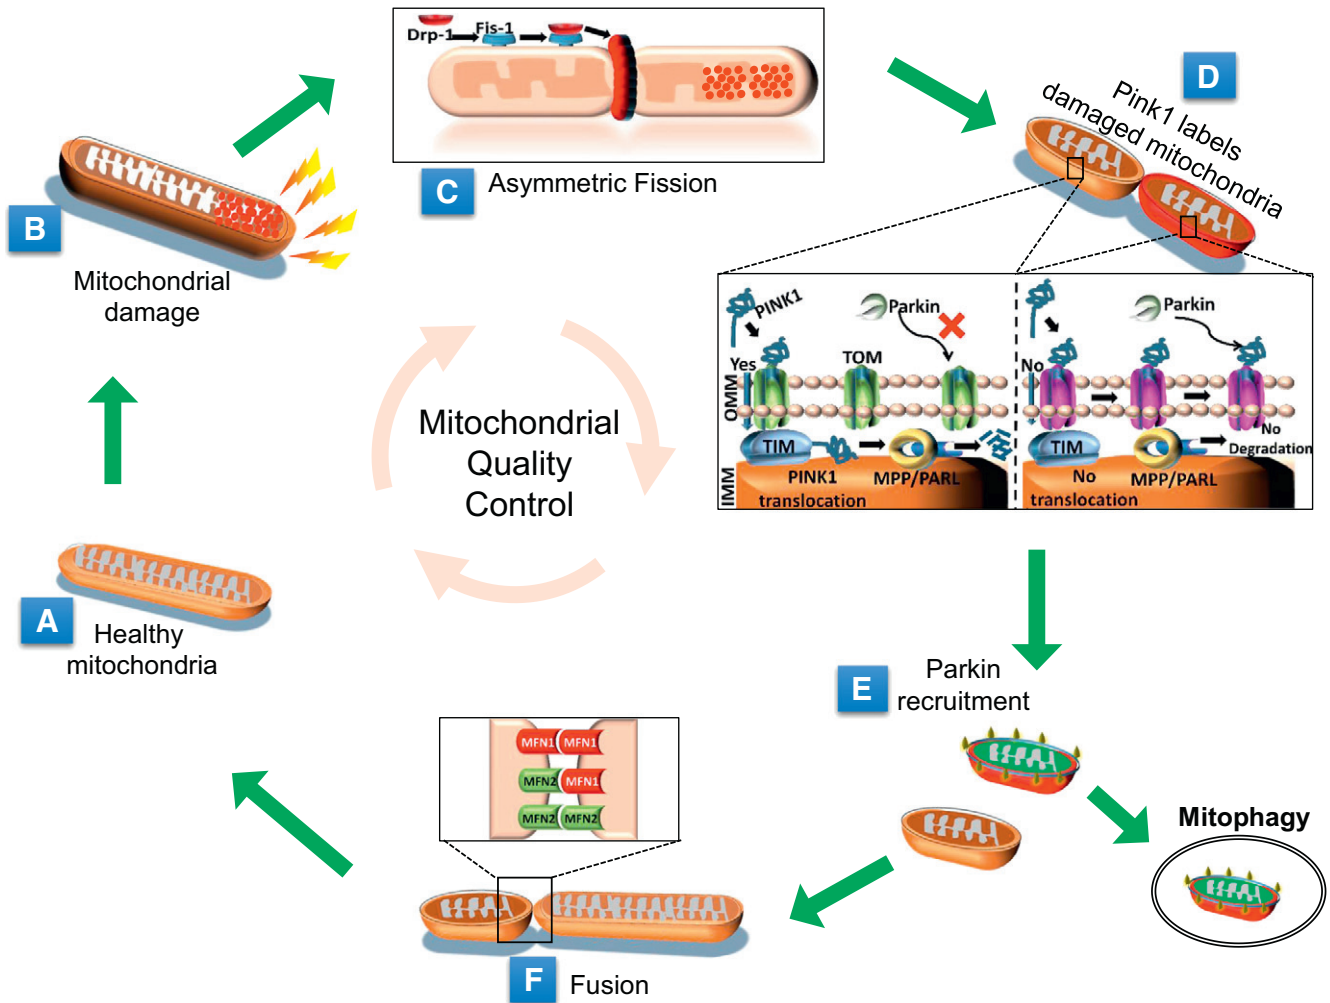 Drp-1
Fis-1
C
Asymmetric Fission
D
Pink1 labels
damaged mitochondria
B
Mitochondrial
damage
PINK1
Parkin
Yes
TOM
OMM
TIM
IMM
PINK1
translocation
MPP/PARL
Parkin
No
TIM
No
translocation
MPP/PARL
No
Degradation
Mitochondrial
Quality
Control
A
Healthy
mitochondria
E
Parkin
recruitment
Mitophagy
MFN1 MFN1
MFN2 MFN1
MFN2 MFN2
F
Fusion